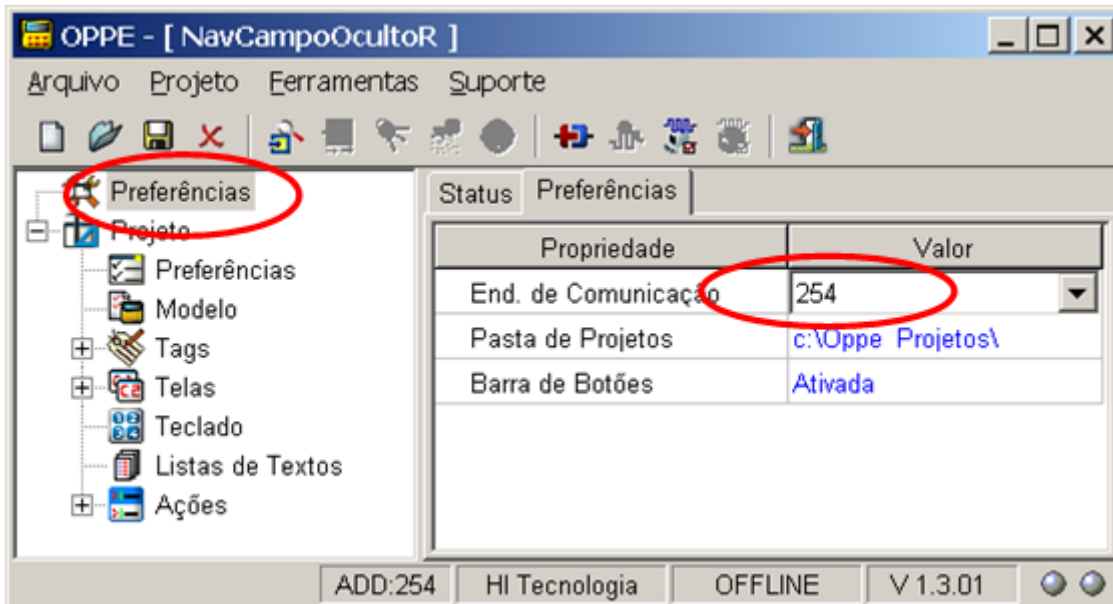 OPPE - [ NavCampoOcultoR ]
Arquivo Projeto Ferramentas Suporte
Preferências
Projeto
Preferências
Modelo
Tags
Telas
Teclado
Listas de Textos
Ações
Status Preferências
Propriedade Valor
End. de Comunicação 254
Pasta de Projetos c:\Oppe Projetos\
Barra de Botões Ativada
ADD:254 HI Tecnologia OFFLINE V 1.3.01